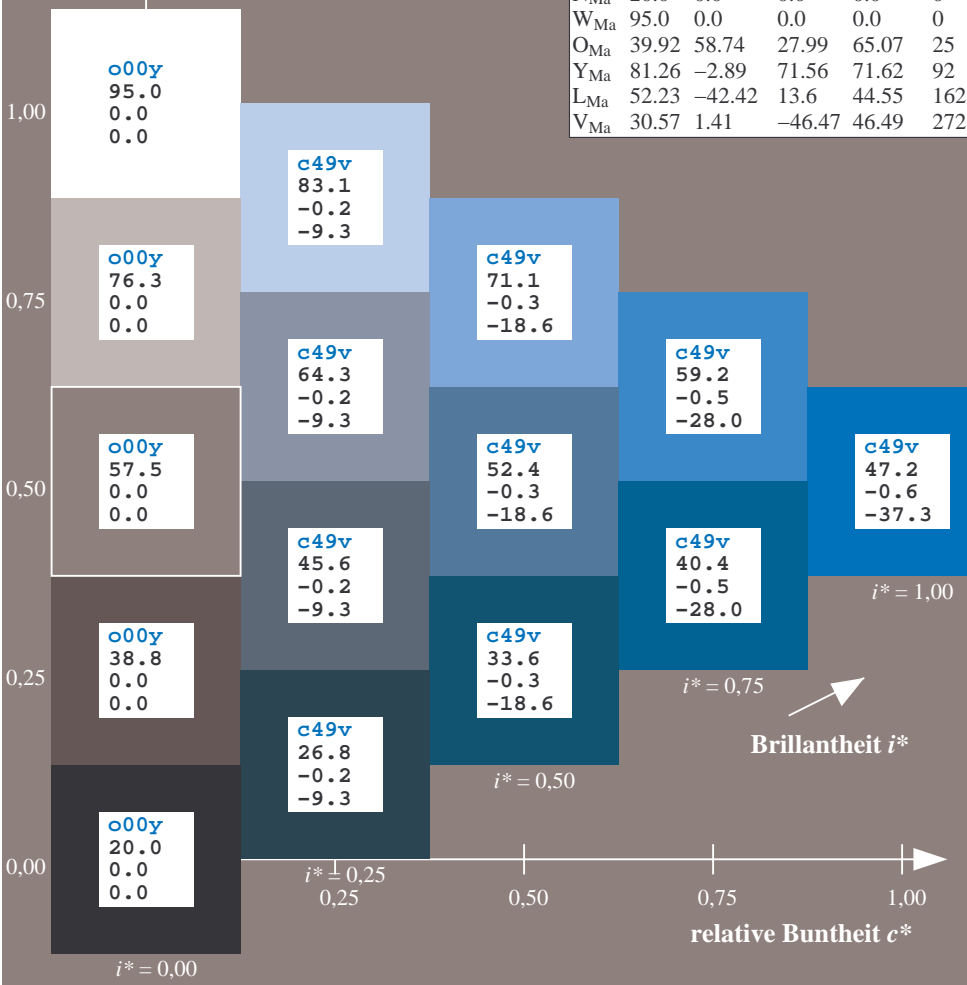 W_Ma 95.0 0.0 0.0 0.0 0
O_Ma 39.92 58.74 27.99 65.07 25
Y_Ma 81.26 −2.89 71.56 71.62 92
L_Ma 52.23 −42.42 13.6 44.55 162
V_Ma 30.57 1.41 −46.47 46.49 272
o00y
95.0
0.0
0.0
1,00
c49v
83.1
−0.2
−9.3
o00y
76.3
0.0
0.0
c49v
71.1
−0.3
−18.6
0,75
c49v
64.3
−0.2
−9.3
c49v
59.2
−0.5
−28.0
o00y
57.5
0.0
0.0
c49v
52.4
−0.3
−18.6
c49v
47.2
−0.6
−37.3
0,50
c49v
45.6
−0.2
−9.3
c49v
40.4
−0.5
−28.0
i* = 1,00
o00y
38.8
0.0
0.0
c49v
33.6
−0.3
−18.6
0,25
i* = 0,75
c49v
26.8
−0.2
−9.3
Brillantheit i*
i* = 0,50
o00y
20.0
0.0
0.0
0,00
i* = 0,25
0,25
0,50
0,75
1,00
relative Buntheit c*
i* = 0,00